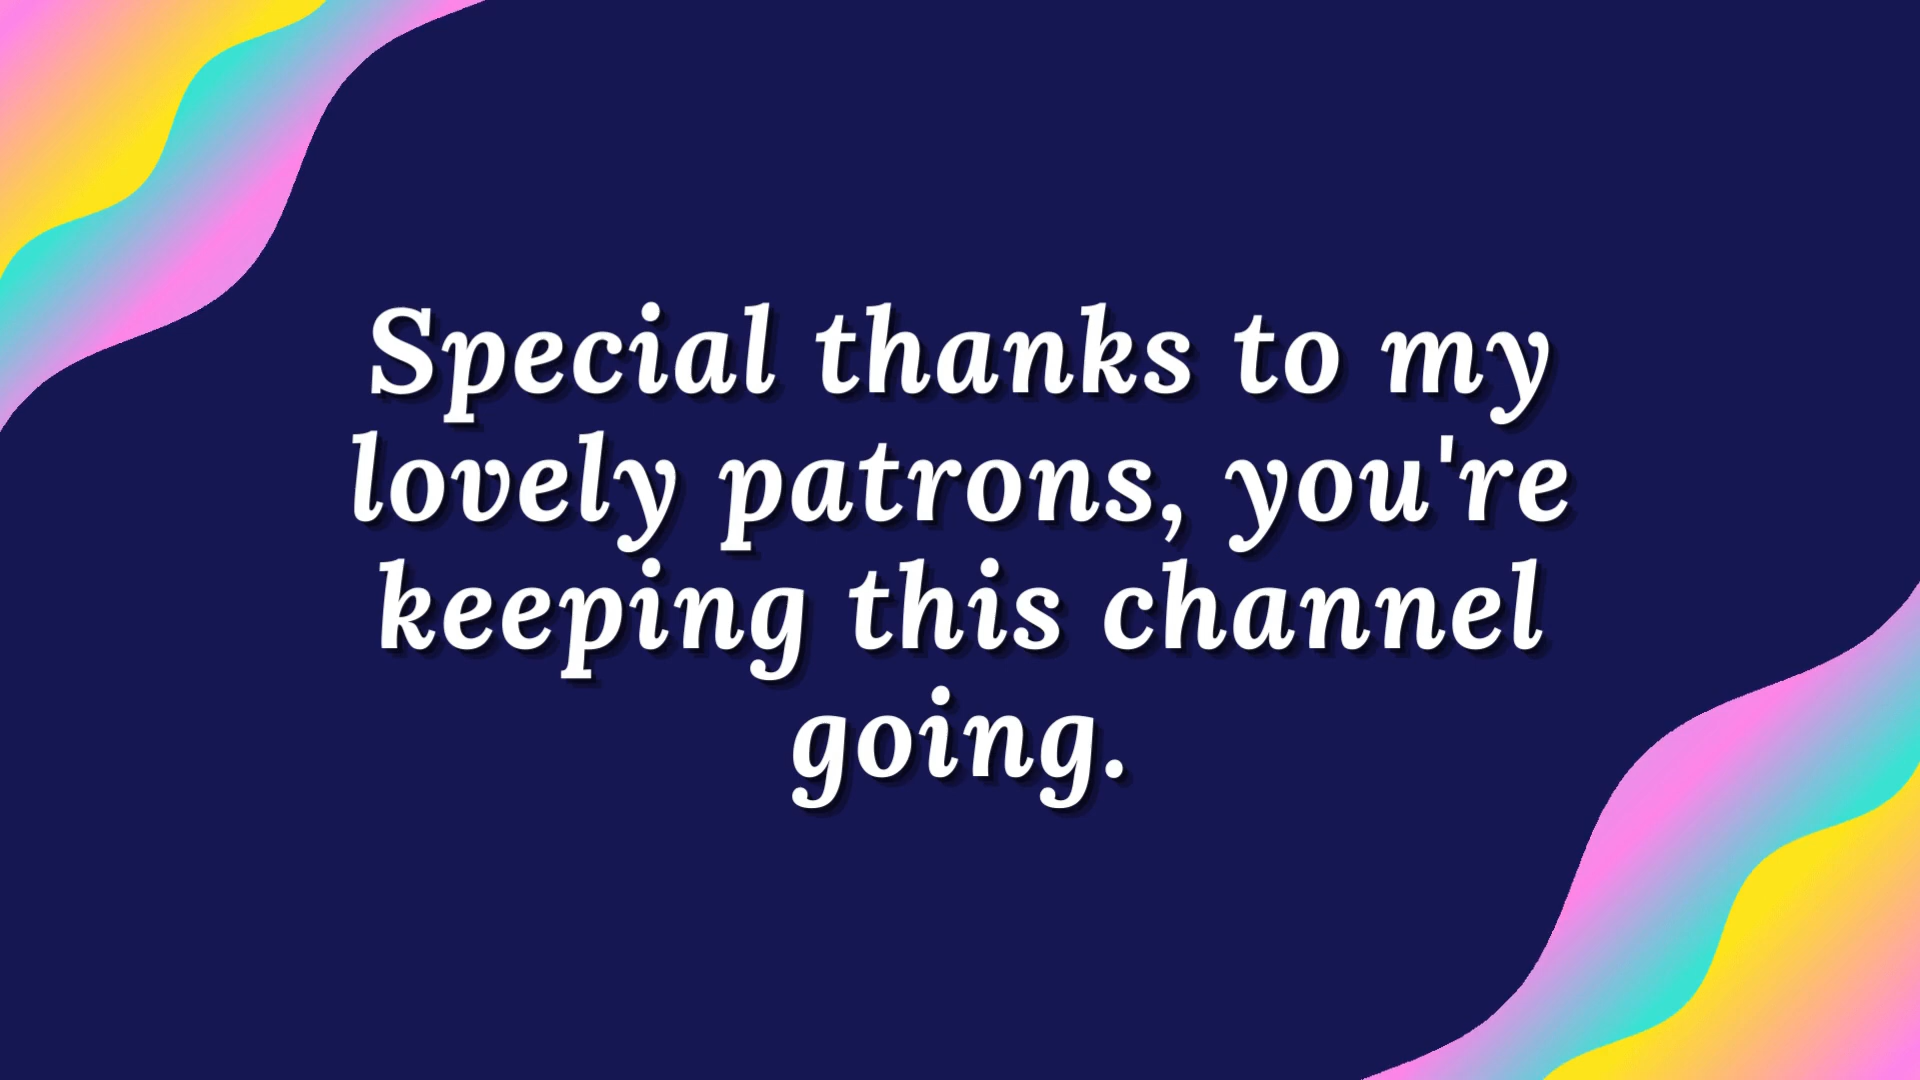 Special thanks to my
lovely patrons, you're
keeping this channel
going.